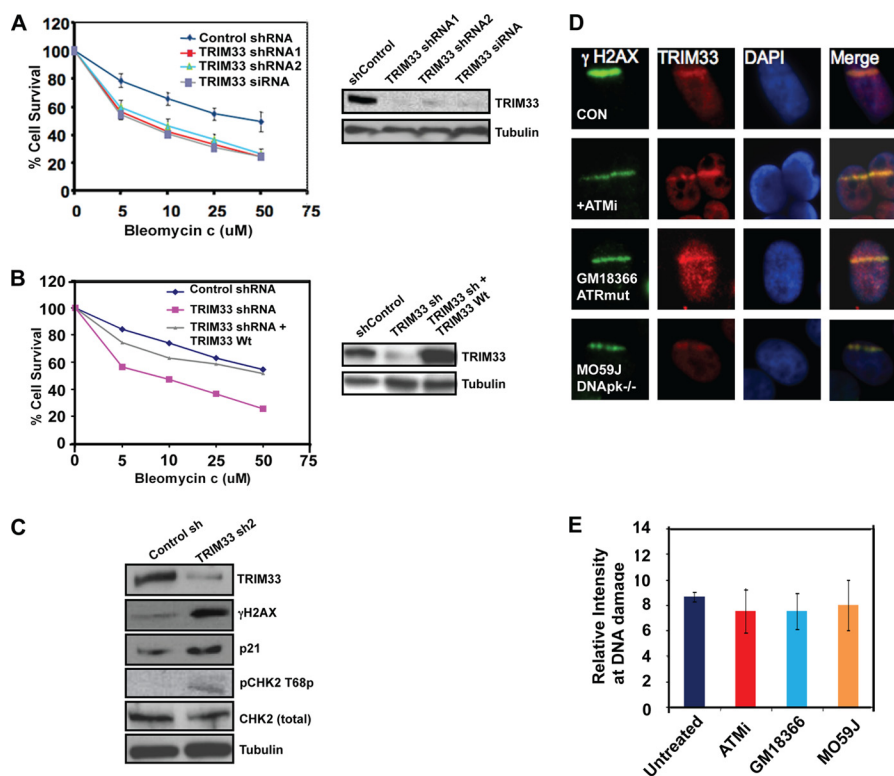 A
120
100
80
60
40
20
0
% Cell Survival
Control shRNA
TRIM33 shRNA1
TRIM33 shRNA2
TRIM33 siRNA
0 5 10 25 50 75
Bleomycin c (uM)
shControl
TRIM33 shRNA1
TRIM33 shRNA2
TRIM33 siRNA
TRIM33
Tubulin
B
120
100
80
60
40
20
0
% Cell Survival
Control shRNA
TRIM33 shRNA
TRIM33 shRNA +
TRIM33 Wt
0 5 10 25 50 75
Bleomycin c (uM)
shControl
TRIM33 sh
TRIM33 sh +
TRIM33 Wt
TRIM33
Tubulin
C
Control sh
TRIM33 sh2
TRIM33
γH2AX
p21
pCHK2 T68p
CHK2 (total)
Tubulin
D
γ H2AX TRIM33 DAPI Merge
CON
+ATMi
GM18366
ATRmut
MO59J
DNApk-/-
E
14
12
10
8
6
4
2
0
Relative Intensity
at DNA damage
Untreated
ATMi
GM18366
MO59J